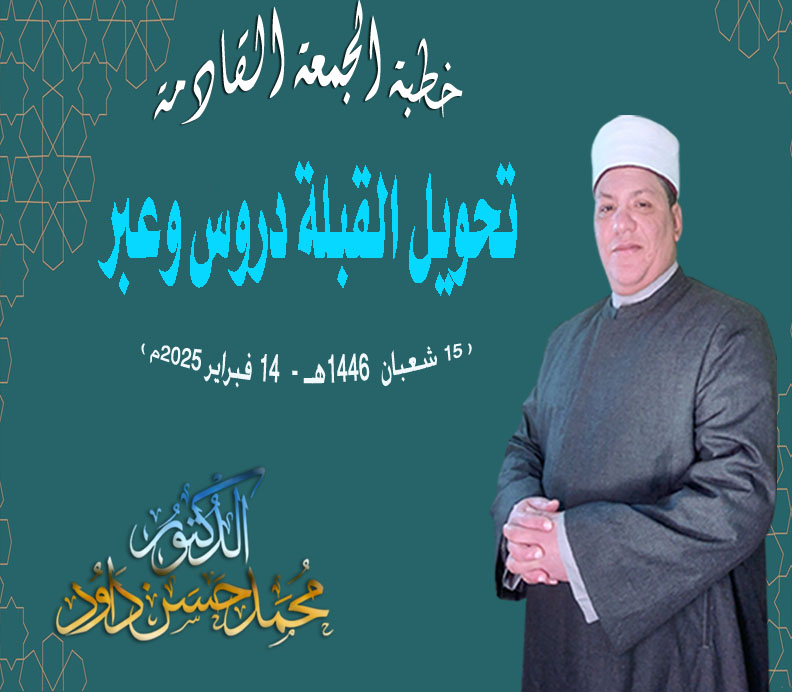 خطبة الجمعة القادمة
تحويل القبلة دروس وعبر
( 15 شعبان 1446هـ - 14 فبراير 2025م )
الدكتور
محمد حسن داود